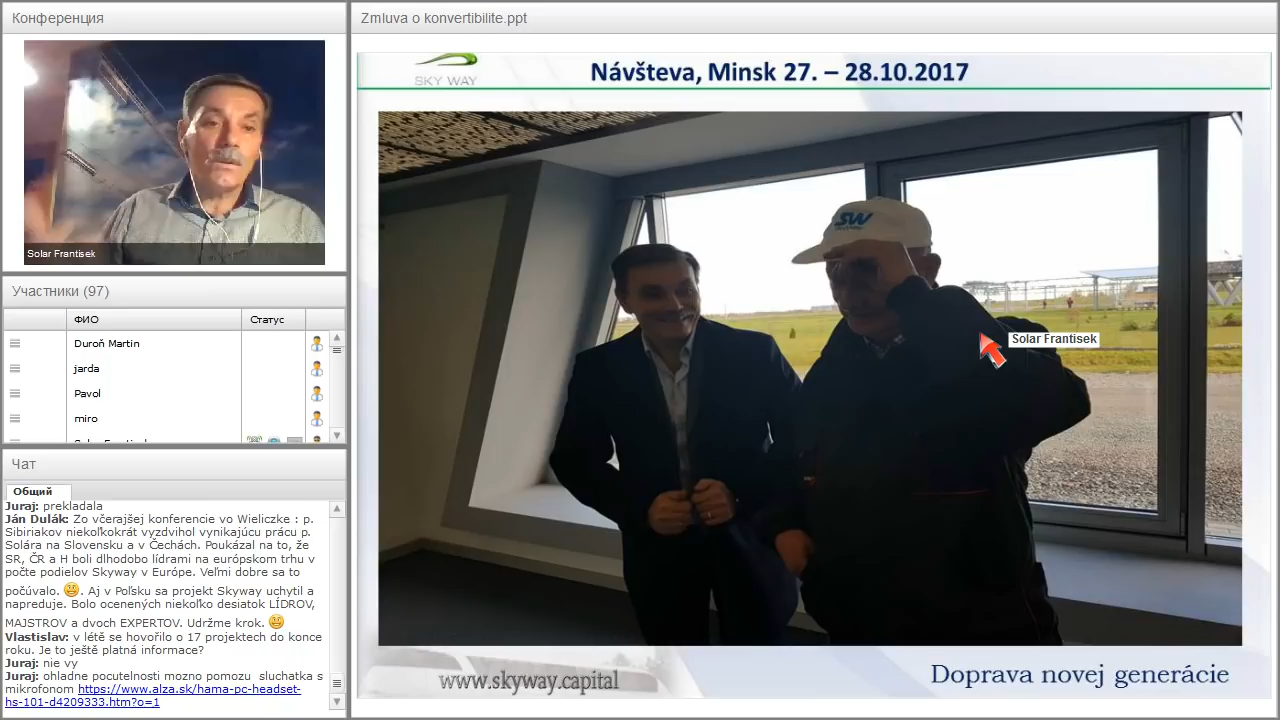 Конференция
Solar Frantisek
Участники (97)
ФИО
Статус
Ďuroň Martin
jarda
Pavol
miro
Чат
Общий
Juraj: prekladala
Ján Dulák: Zo včerajšej konferencie vo Wieliczke : p.
Sibiriakov niekoľkokrát vyzdvihol vynikajúcu prácu p.
Solára na Slovensku a v Čechách. Poukázal na to, že
SR, ČR a H boli dlhodobo lídrami na európskom trhu v
počte podielov Skyway v Európe. Veľmi dobre sa to
počúvalo. . Aj v Poľsku sa projekt Skyway uchytil a
napreduje. Bolo ocenených niekoľko desiatok LÍDROV,
MAJSTROV a dvoch EXPERTOV. Udržme krok.
Vlastislav: v létě se hovořilo o 17 projektech do konce
roku. Je to ještě platná informace?
Juraj: nie vy
Juraj: ohladne pocutelnosti mozno pomozu sluchatka s
mikrofonom https://www.alza.sk/hama-pc-headset-
hs-101-d4209333.htm?o=1
Zmluva o konvertibilite.ppt
SKY WAY
Návšteva, Minsk 27. – 28.10.2017
SW
Solar Frantisek
www.skyway.capital
Doprava novej generácie